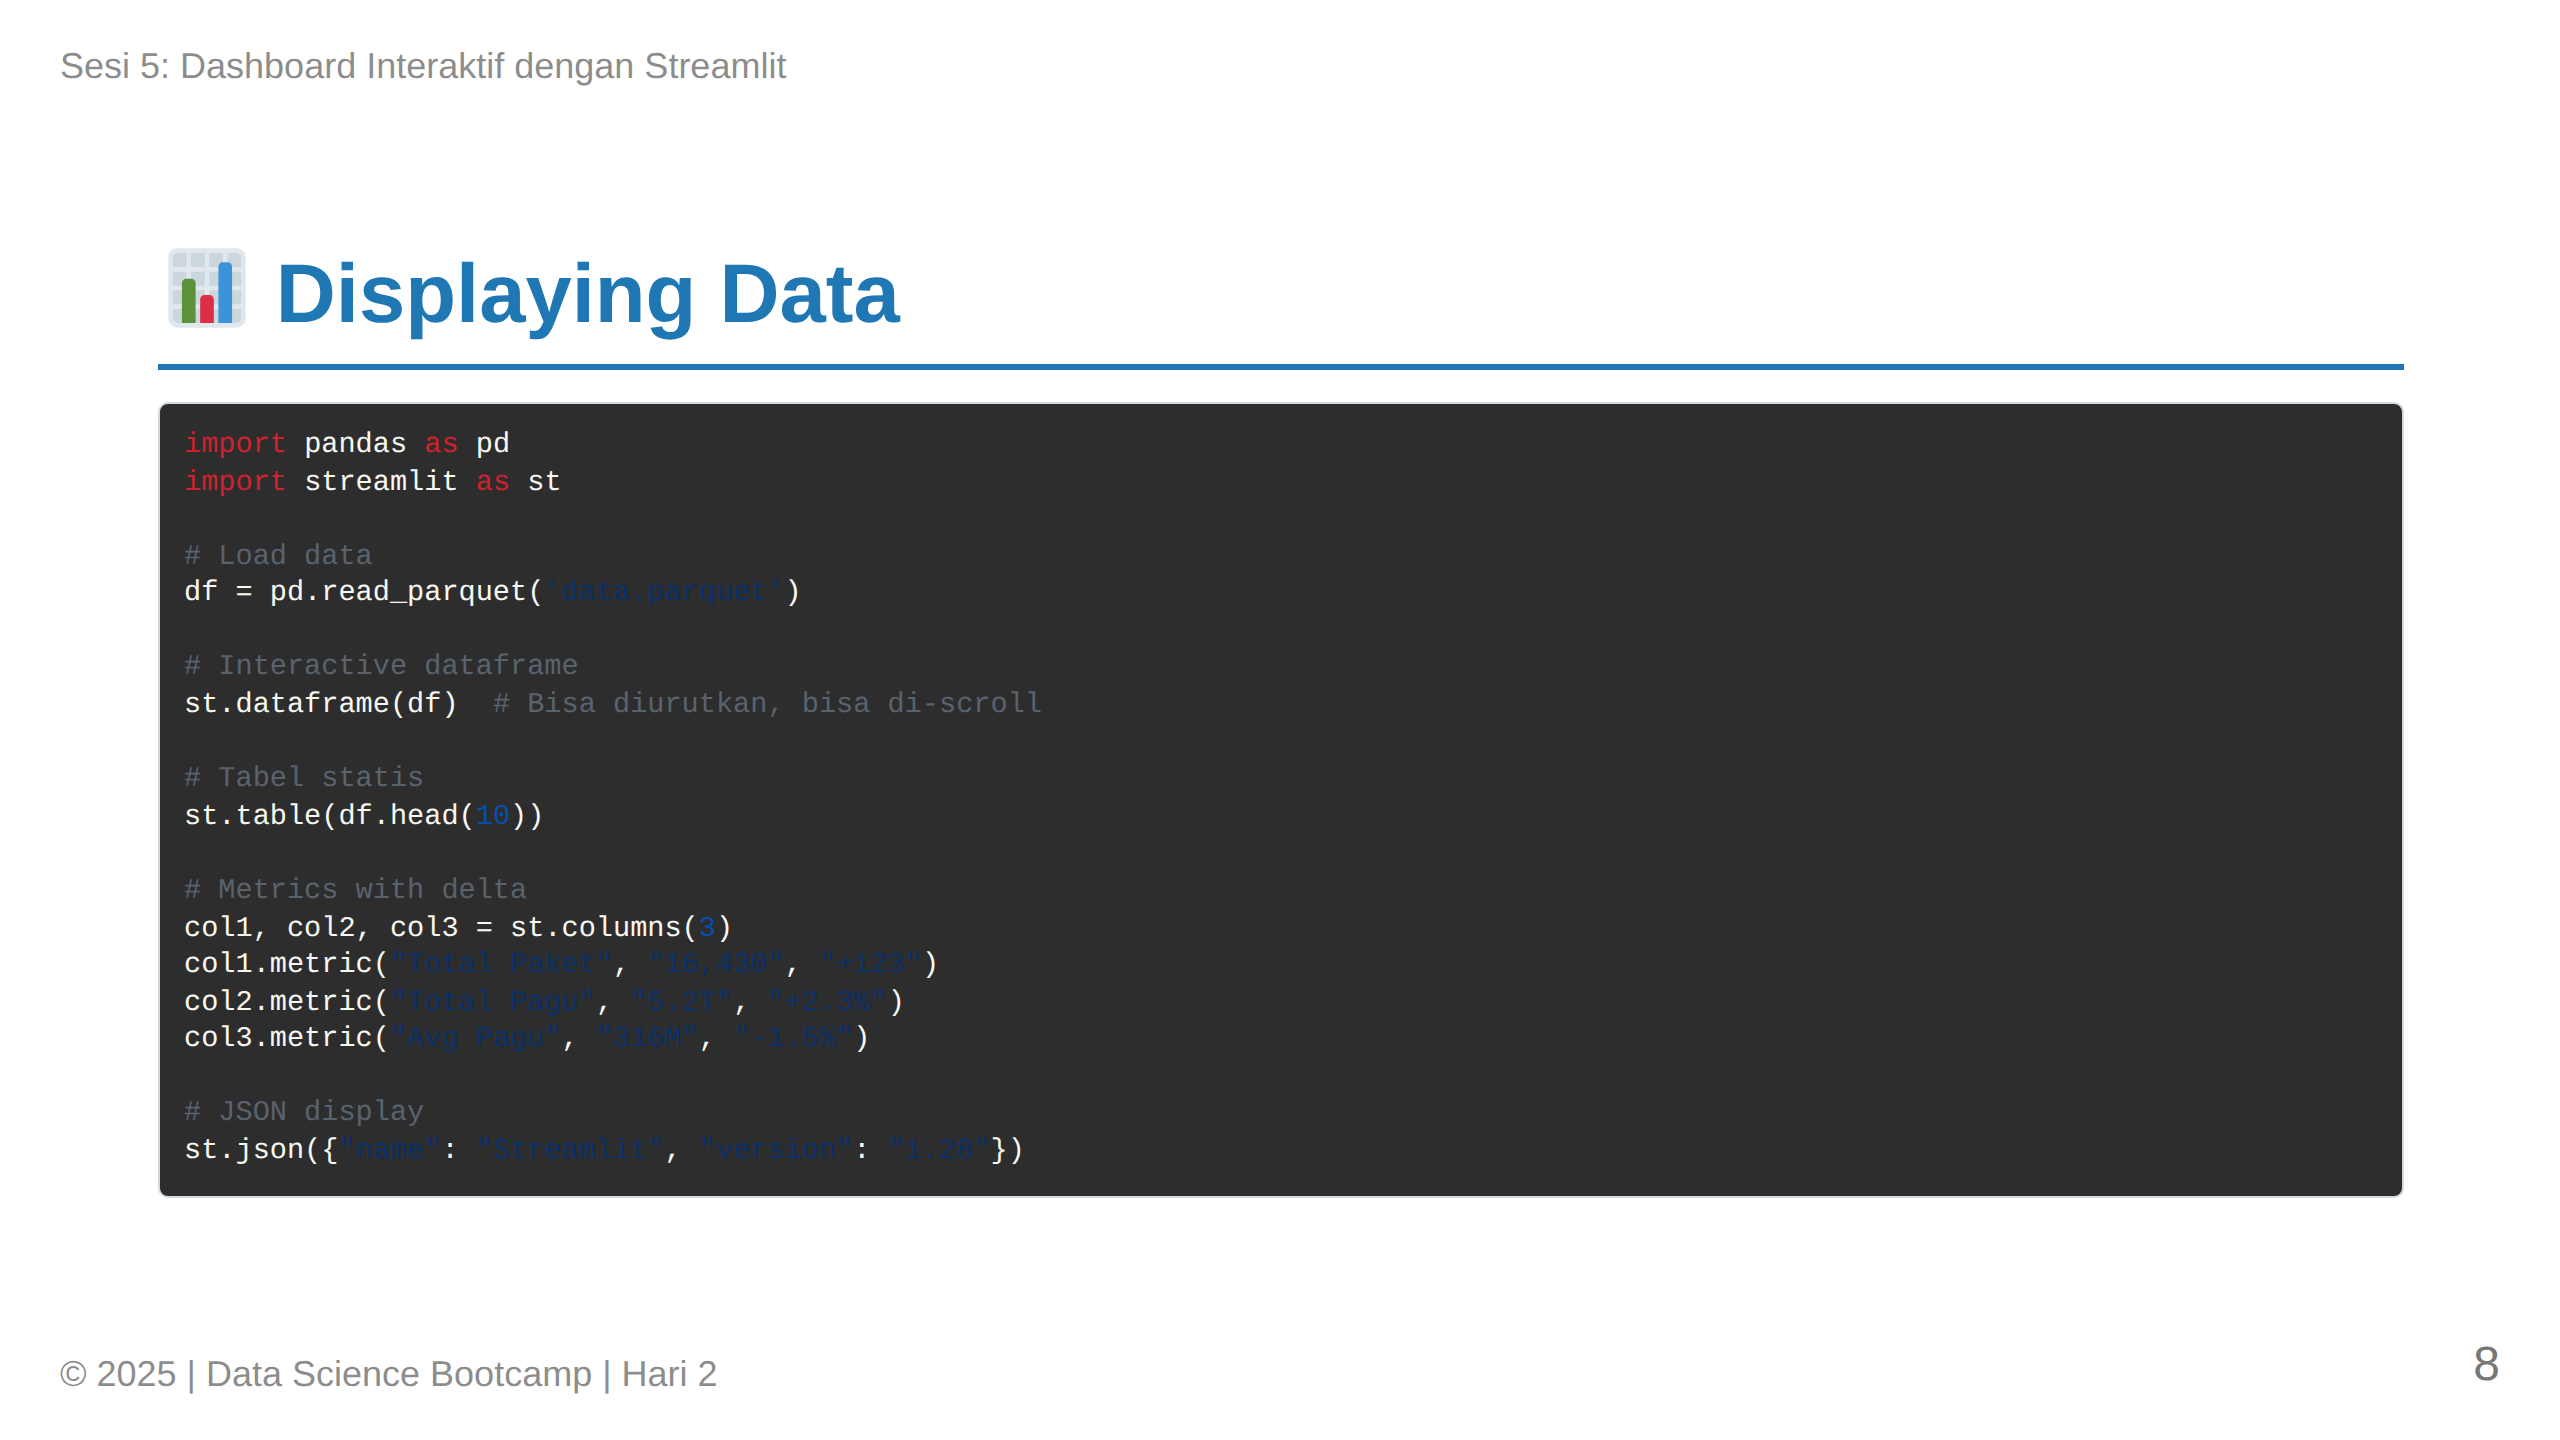 Sesi 5: Dashboard Interaktif dengan Streamlit
Displaying Data
import pandas as pd
import streamlit as st
# Load data
df = pd.read_parquet('data.parquet')
# Interactive dataframe
st.dataframe(df)  # Bisa diurutkan, bisa di-scroll
# Tabel statis
st.table(df.head(10))
# Metrics with delta
col1, col2, col3 = st.columns(3)
col1.metric("Total Paket", "16,430", "+123")
col2.metric("Total Pagu", "5.2T", "+2.3%")
col3.metric("Avg Pagu", "316M", "-1.5%")
# JSON display
st.json({"name": "Streamlit", "version": "1.28"})
© 2025 | Data Science Bootcamp | Hari 2
8